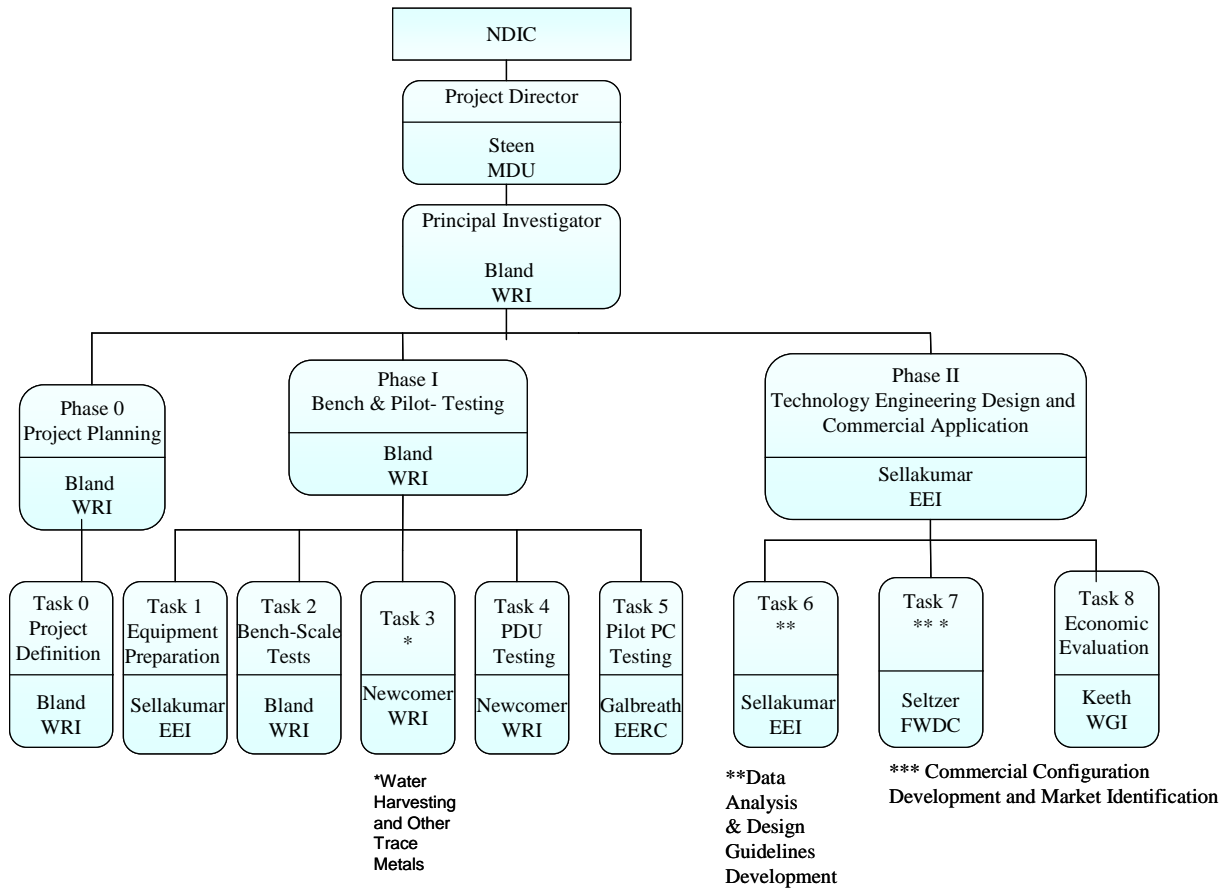 NDIC
Project Director
Steen
MDU
Principal Investigator
Bland
WRI
Phase 0
Project Planning
Bland
WRI
Phase I
Bench & Pilot- Testing
Bland
WRI
Phase II
Technology Engineering Design and
Commercial Application
Sellakumar
EEI
Task 0
Project
Definition
Bland
WRI
Task 1
Equipment
Preparation
Sellakumar
EEI
Task 2
Bench-Scale
Tests
Bland
WRI
Task 3
*
Newcomer
WRI
Task 4
PDU
Testing
Newcomer
WRI
Task 5
Pilot PC
Testing
Galbreath
EERC
Task 6
**
Sellakumar
EEI
Task 7
** *
Seltzer
FWDC
Task 8
Economic
Evaluation
Keeth
WGI
*Water
Harvesting
and Other
Trace
Metals
**Data
Analysis
& Design
Guidelines
Development
*** Commercial Configuration
Development and Market Identification